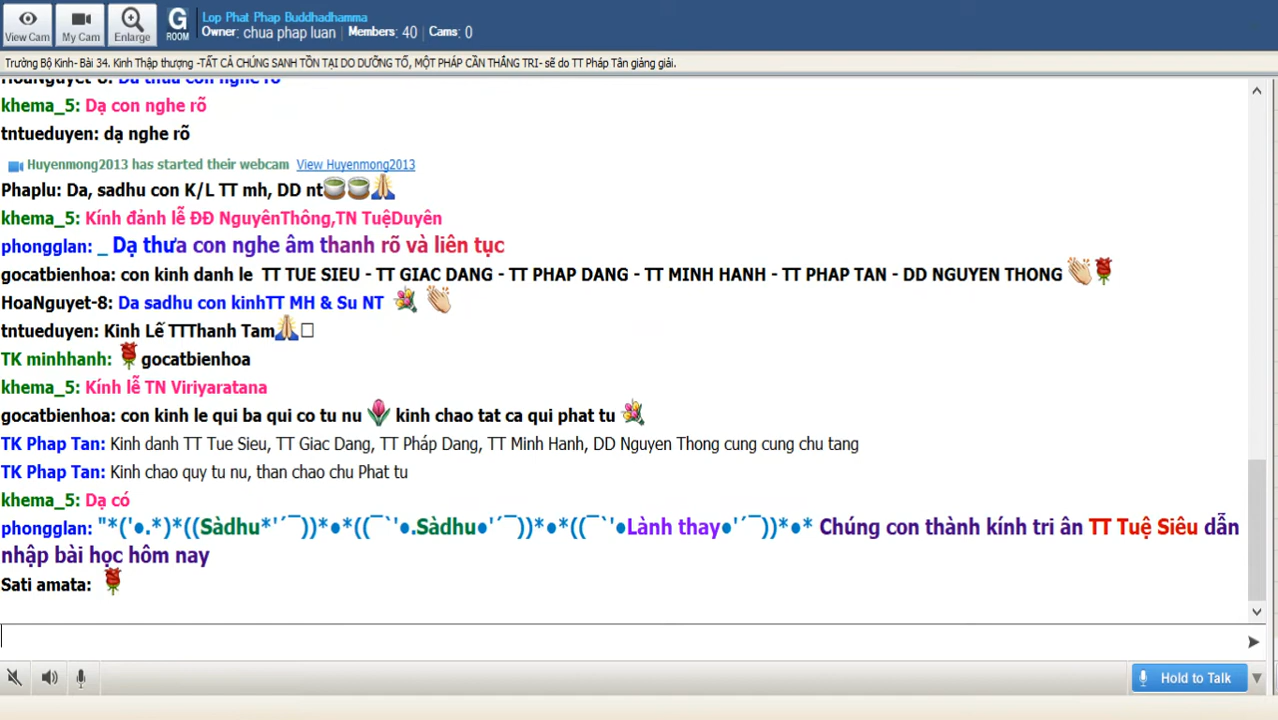 View Cam
My Cam
Enlarge
G
ROOM
Lop Phat Phap Buddhadhamma
Owner: chua phap luan | Members: 40 | Cams: 0
Trường Bộ Kinh- Bài 34. Kinh Thập thượng -TẤT CẢ CHÚNG SANH TỒN TẠI DO DƯỠNG TỐ, MỘT PHÁP CẦN THẮNG TRI- sẽ do TT Pháp Tân giảng giải.
HoaNguyet-8: Da thua con nghe rõ
khema_5: Dạ con nghe rõ
tntueduyen: dạ nghe rõ
Huyenmong2013 has started their webcam View Huyenmong2013
Phaplu: Da, sadhu con K/L TT mh, DD nt🍵🍵🙏
khema_5: Kính đảnh lễ ĐĐ NguyênThông,TN TuệDuyên
phongglan: _ Dạ thưa con nghe âm thanh rõ và liên tục
gocatbienhoa: con kinh danh le TT TUE SIEU - TT GIAC DANG - TT PHAP DANG - TT MINH HANH - TT PHAP TAN - DD NGUYEN THONG 👏🌹
HoaNguyet-8: Da sadhu con kinhTT MH & Su NT 💐 👏
tntueduyen: Kinh Lế TTThanh Tam🙏□
TK minhhanh: 🌹gocatbienhoa
khema_5: Kính lễ TN Viriyaratana
gocatbienhoa: con kinh le qui ba qui co tu nu 🌷 kinh chao tat ca qui phat tu 💐
TK Phap Tan: Kinh danh TT Tue Sieu, TT Giac Dang, TT Pháp Dang, TT Minh Hanh, DD Nguyen Thong cung cung chu tang
TK Phap Tan: Kinh chao quy tu nu, than chao chu Phat tu
khema_5: Dạ có
phongglan: "*('●.*)*((Sàdhu*'´¯))*●*((¯`'●.Sàdhu●'´¯))*●*((¯`'●Lành thay●'´¯))*●* Chúng con thành kính tri ân TT Tuệ Siêu dẫn
nhập bài học hôm nay
Sati amata: 🌹
Hold to Talk